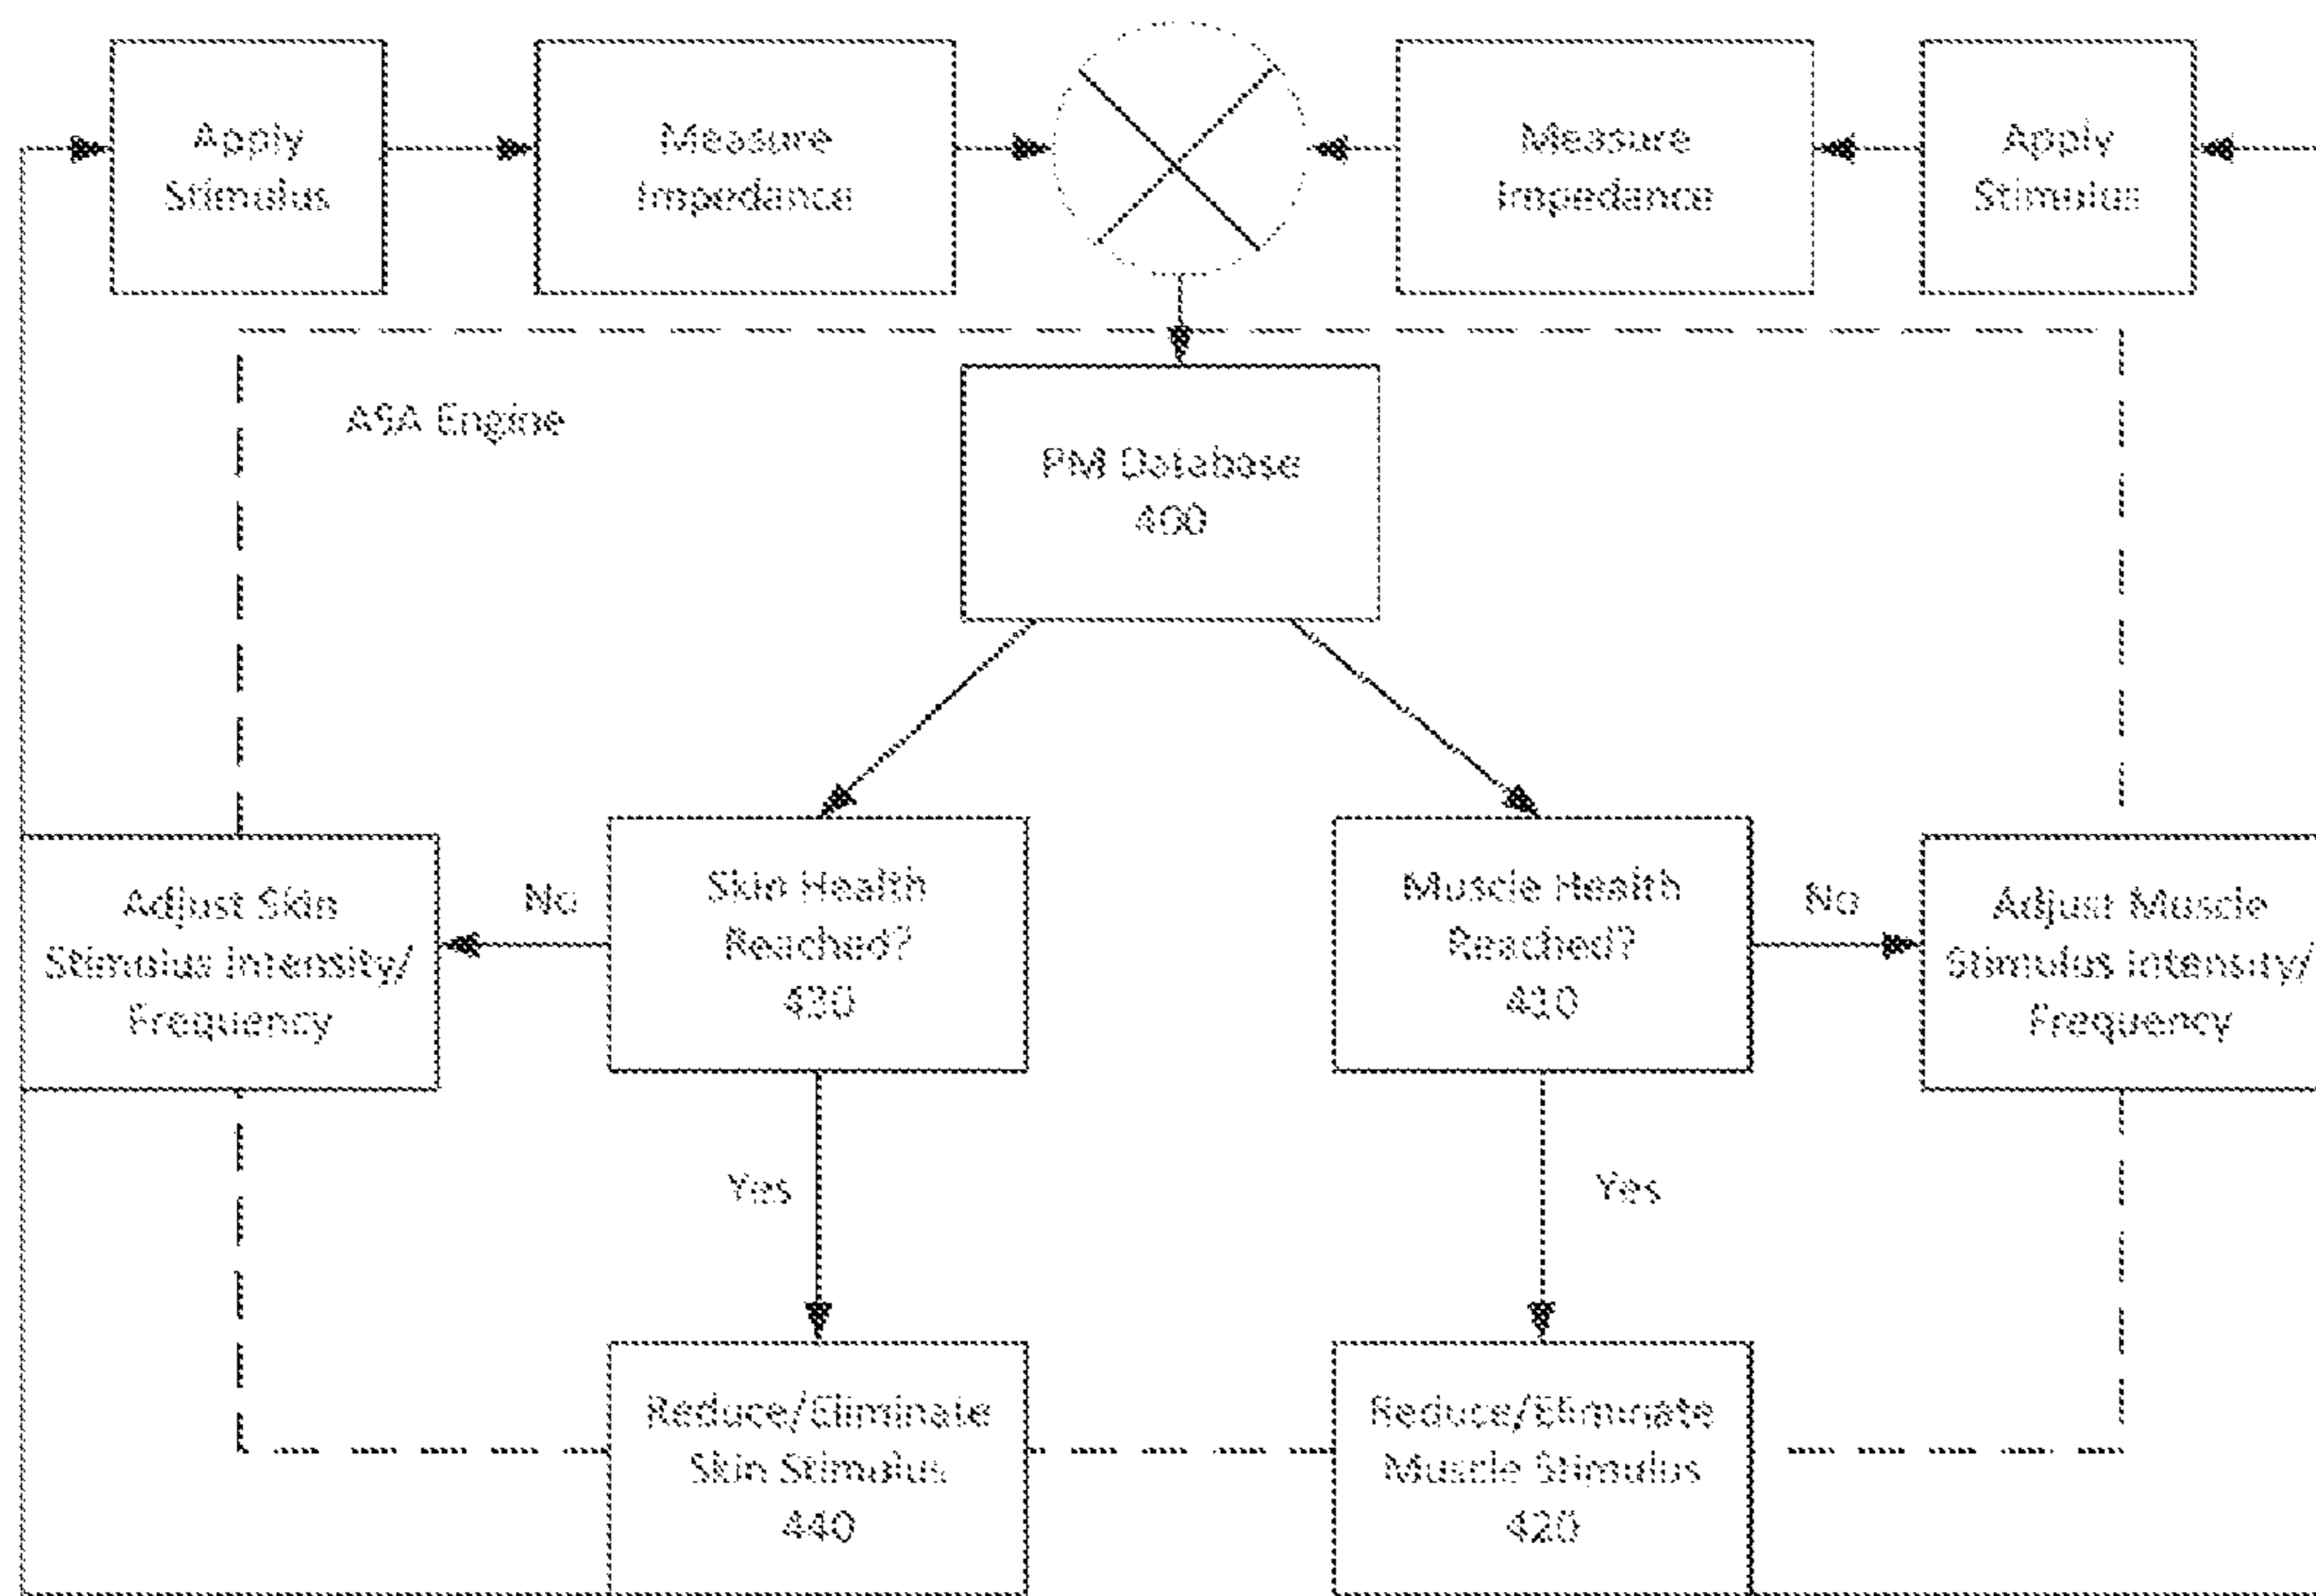 Apply
Stimulus
Measure
Impedance
Measure
Impedance
Apply
Stimulus
ASA Engine
PM Database
400
Adjust Skin
Stimulus Intensity/
Frequency
No
Skin Health
Reached?
430
Muscle Health
Reached?
410
No
Adjust Muscle
Stimulus Intensity/
Frequency
Yes
Yes
Reduce/Eliminate
Skin Stimulus
440
Reduce/Eliminate
Muscle Stimulus
420